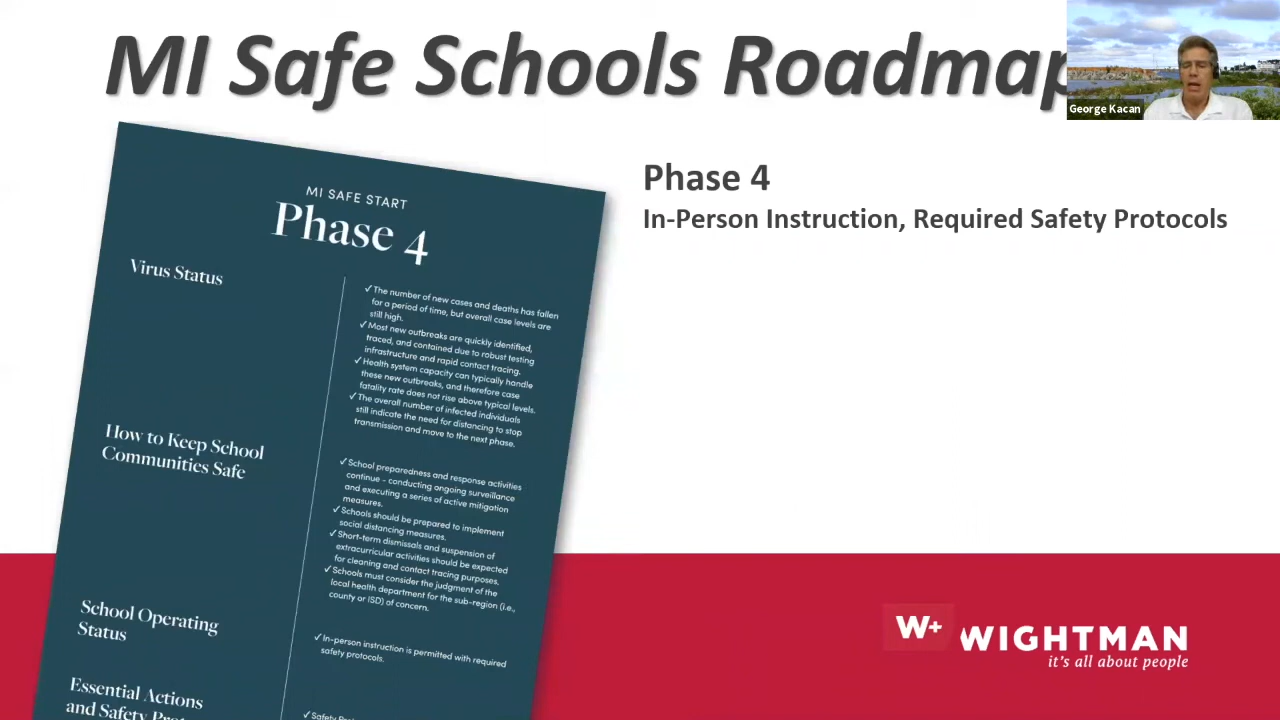 MI Safe Schools Roadmap
George Kacan
Phase 4
In-Person Instruction, Required Safety Protocols
MI SAFE START
Phase 4
Virus Status
✓The number of new cases and deaths has fallen
for a period of time, but overall case levels are
still high.
✓Most new outbreaks are quickly identified,
traced, and contained due to robust testing
infrastructure and rapid contact tracing.
✓Health system capacity can typically handle
these new outbreaks, and therefore case
fatality rate does not rise above typical levels.
✓The overall number of infected individuals
still indicate the need for distancing to stop
transmission and move to the next phase.
How to Keep School
Communities Safe
✓School preparedness and response activities
continue - conducting ongoing surveillance
and executing a series of active mitigation
measures.
✓Schools should be prepared to implement
social distancing measures.
✓Short-term dismissals and suspension of
extracurricular activities should be expected
for cleaning and contact tracing purposes,
✓Schools must consider the judgment of the
local health department for the sub-region (i.e.,
county or ISD) of concern.
School Operating
Status
✓In-person instruction is permitted with required
safety protocols.
Essential Actions
and Safety
✓Safety
W+ WIGHTMAN
it's all about people